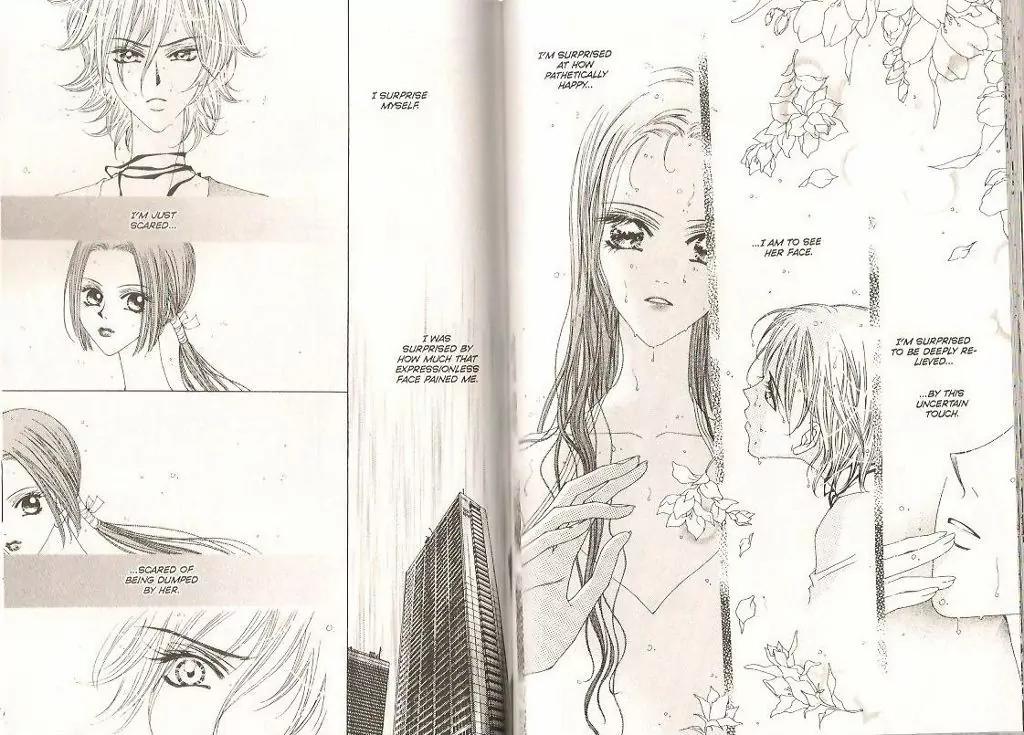 I'M JUST
SCARED...
...SCARED OF
BEING DUMPED
BY HER.
I SURPRISE
MYSELF.
I WAS
SURPRISED BY
HOW MUCH THAT
EXPRESSIONLESS
FACE PAINED ME.
I'M SURPRISED
AT HOW
PATHETICALLY
HAPPY...
...I AM TO SEE
HER FACE.
I'M SURPRISED
TO BE DEEPLY RE-
LIEVED...
...BY THIS
UNCERTAIN
TOUCH.